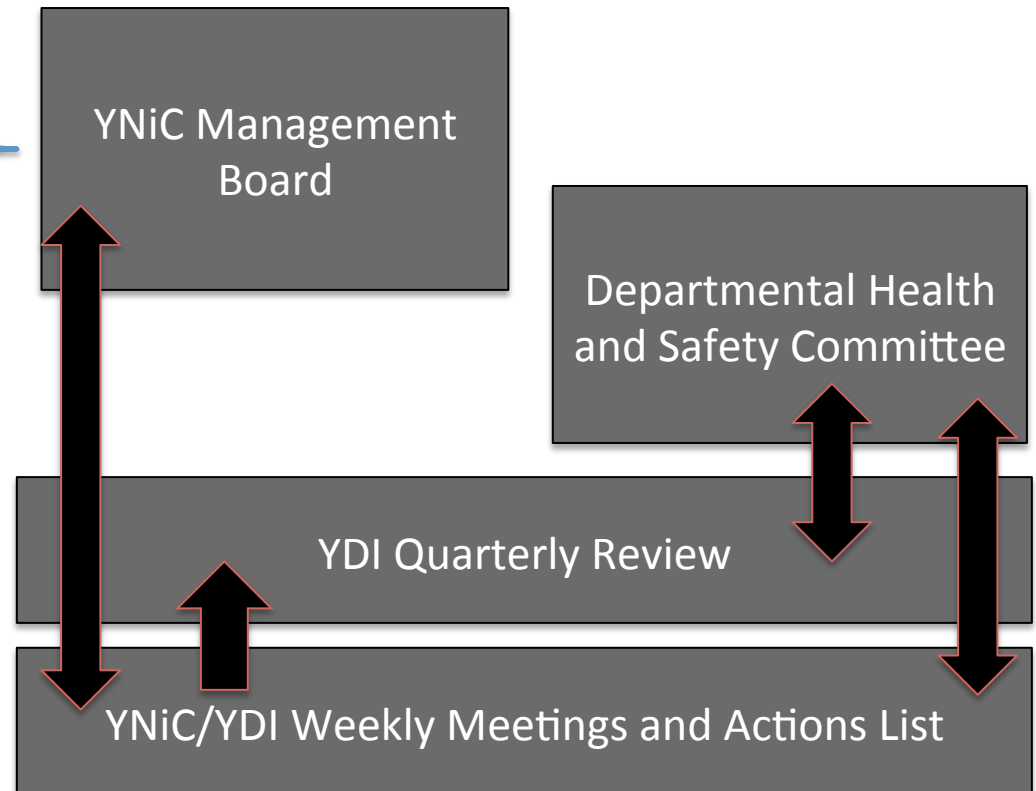 YNiC Management
Board
Departmental Health
and Safety Committee
YDI Quarterly Review
YNiC/YDI Weekly Meetings and Actions List